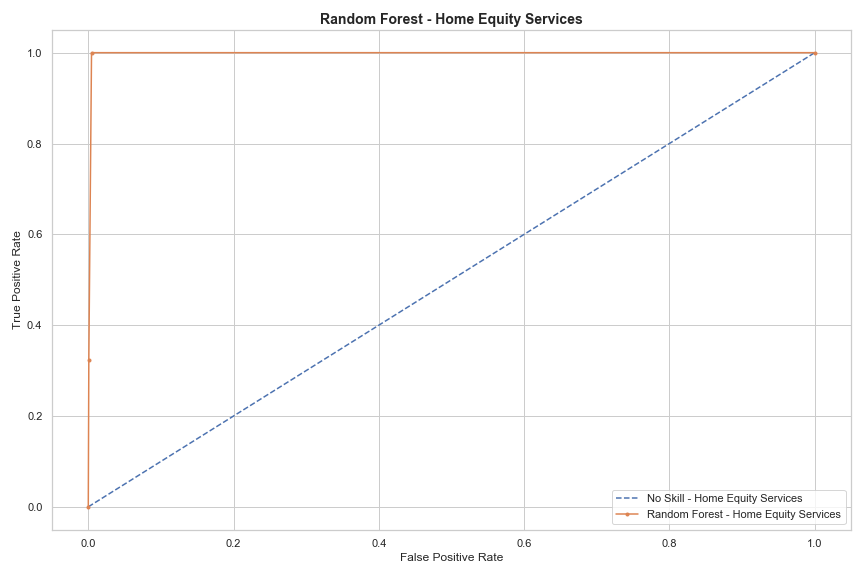 Random Forest - Home Equity Services
True Positive Rate
1.0
0.8
0.6
0.4
0.2
0.0
0.0 0.2 0.4 0.6 0.8 1.0
False Positive Rate
No Skill - Home Equity Services
Random Forest - Home Equity Services